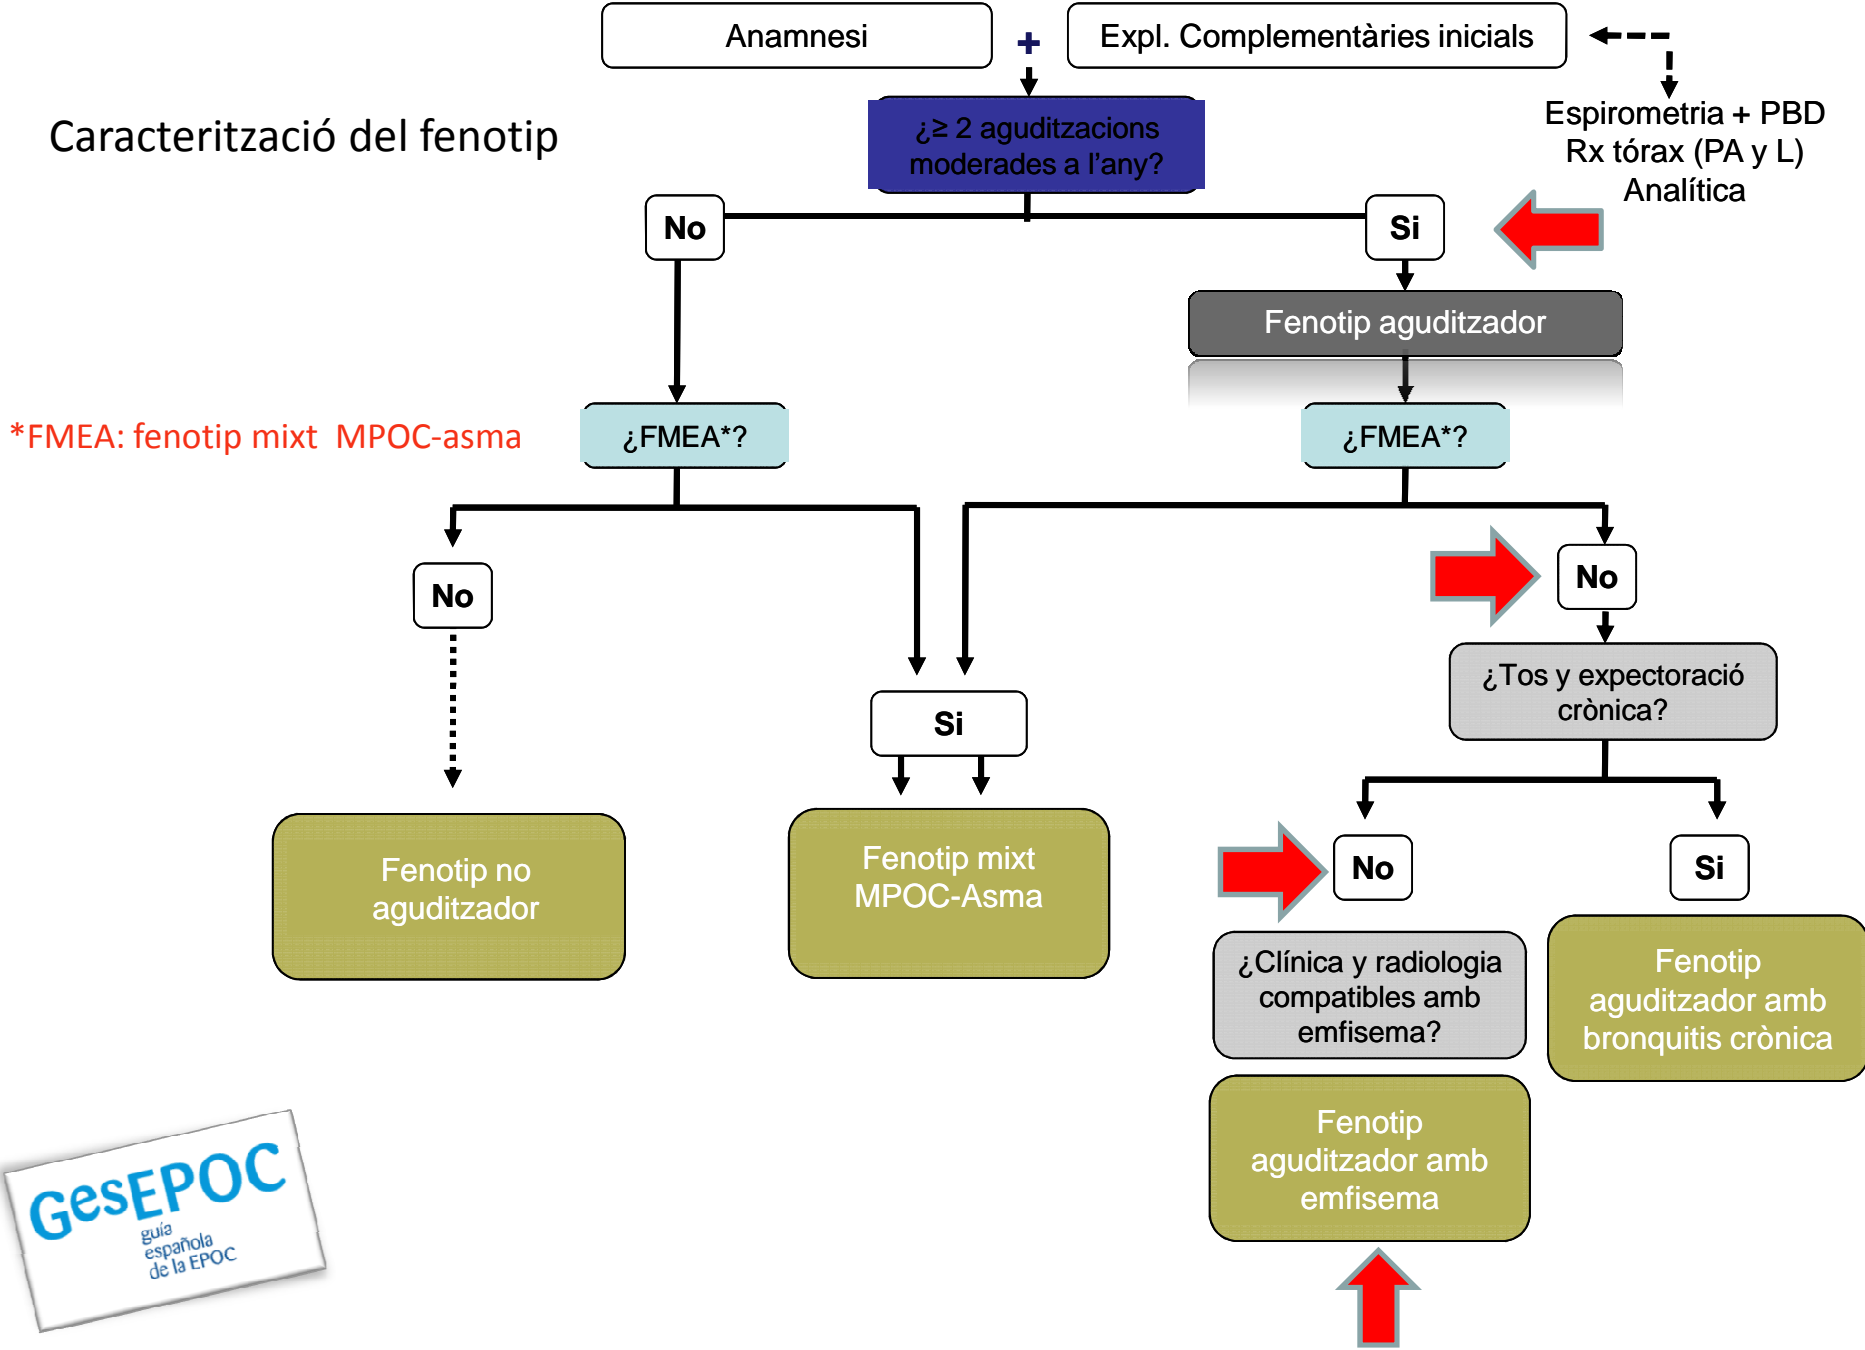 Anamnesi
+
Expl. Complementàries inicials
Caracterització del fenotip
¿≥ 2 aguditzacions
moderades a l'any?
Espirometria + PBD
Rx tórax (PA y L)
Analítica
No
Si
Fenotip aguditzador
*FMEA: fenotip mixt MPOC-asma
¿FMEA*?
¿FMEA*?
No
No
¿Tos y expectoració
crònica?
Si
No
Si
Fenotip no
aguditzador
Fenotip mixt
MPOC-Asma
¿Clínica y radiologia
compatibles amb
emfisema?
Fenotip
aguditzador amb
bronquitis crònica
Fenotip
aguditzador amb
emfisema
GesEPOC
guía
española
de la EPOC